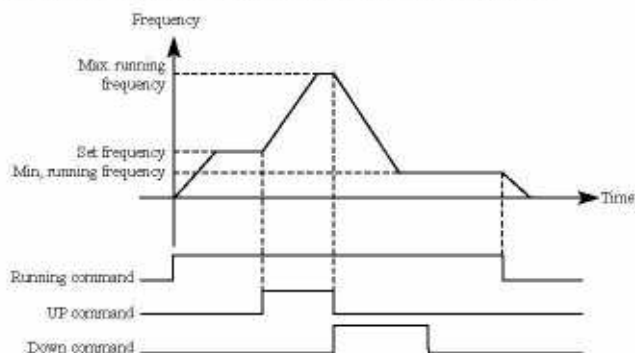 Frequency
Max. running
frequency
Set frequency
Min, running frequency
Time
Running command
UP command
Down command